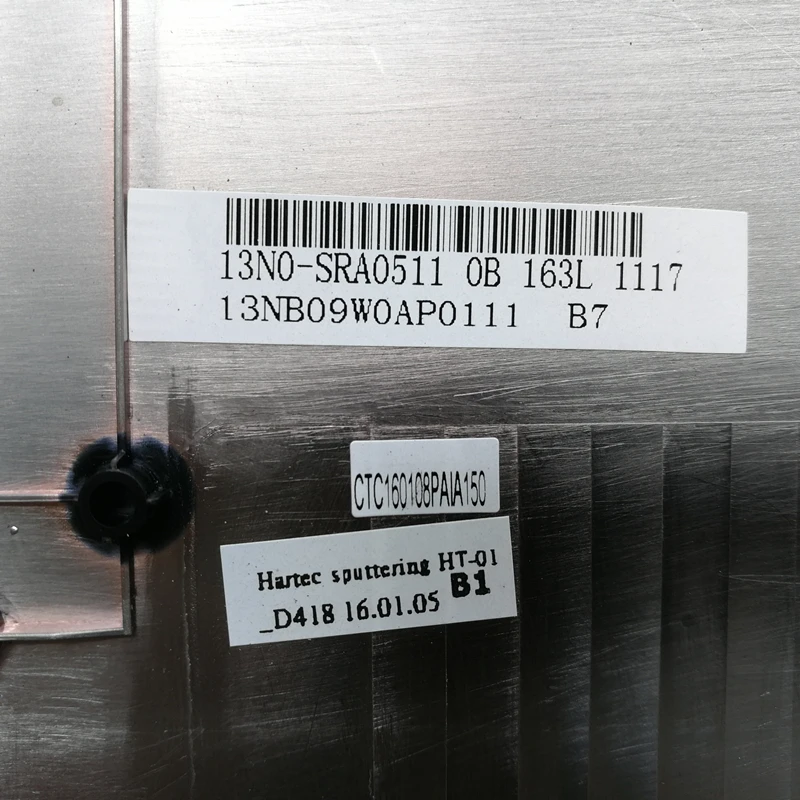 13N0-SRA0511 0B 163L 1117
13NB09W0AP0111 B7
CTC160108PAIA150
Hartec sputtering HT-01
_D418 16.01.05 B1